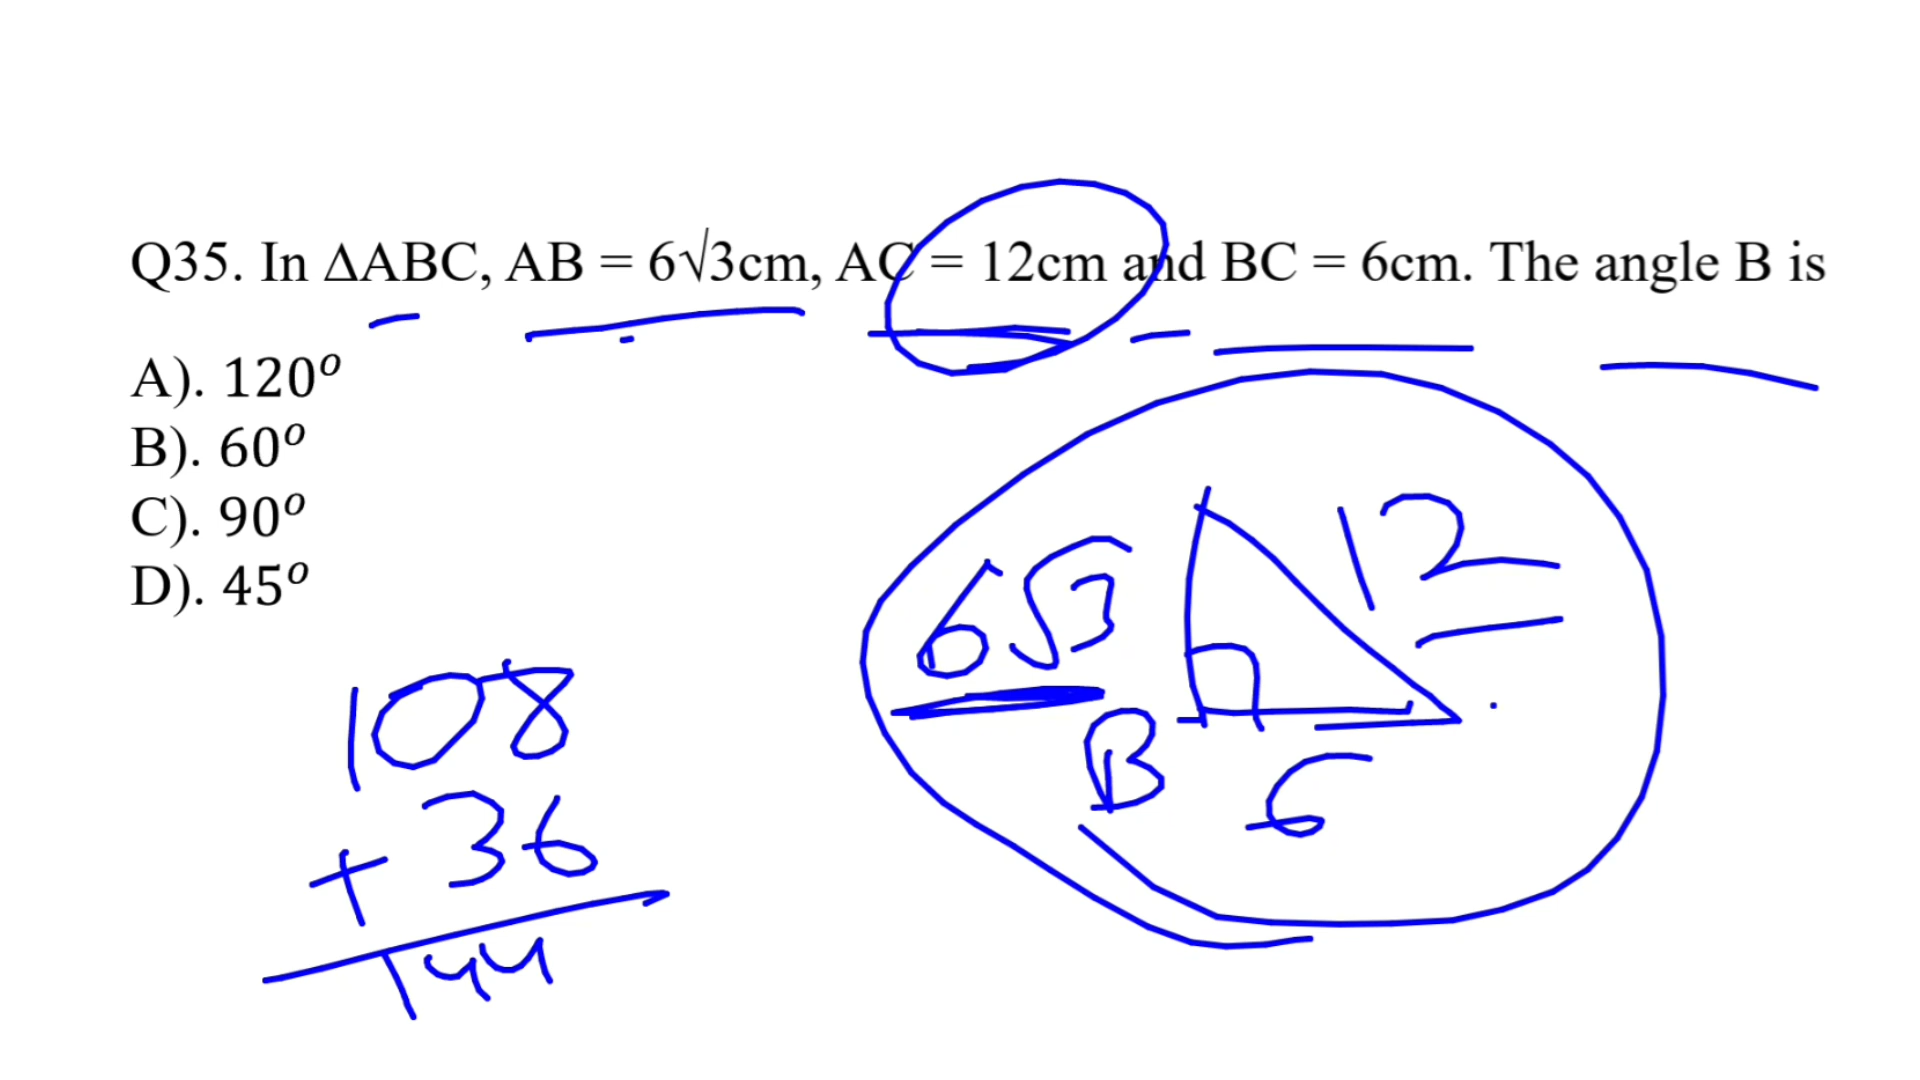 Q35. In ΔABC, AB = 6√3cm, AC = 12cm and BC = 6cm. The angle B is
A). 120°
B). 60°
C). 90°
D). 45°
6√3
12
B
6
108
+ 36
144